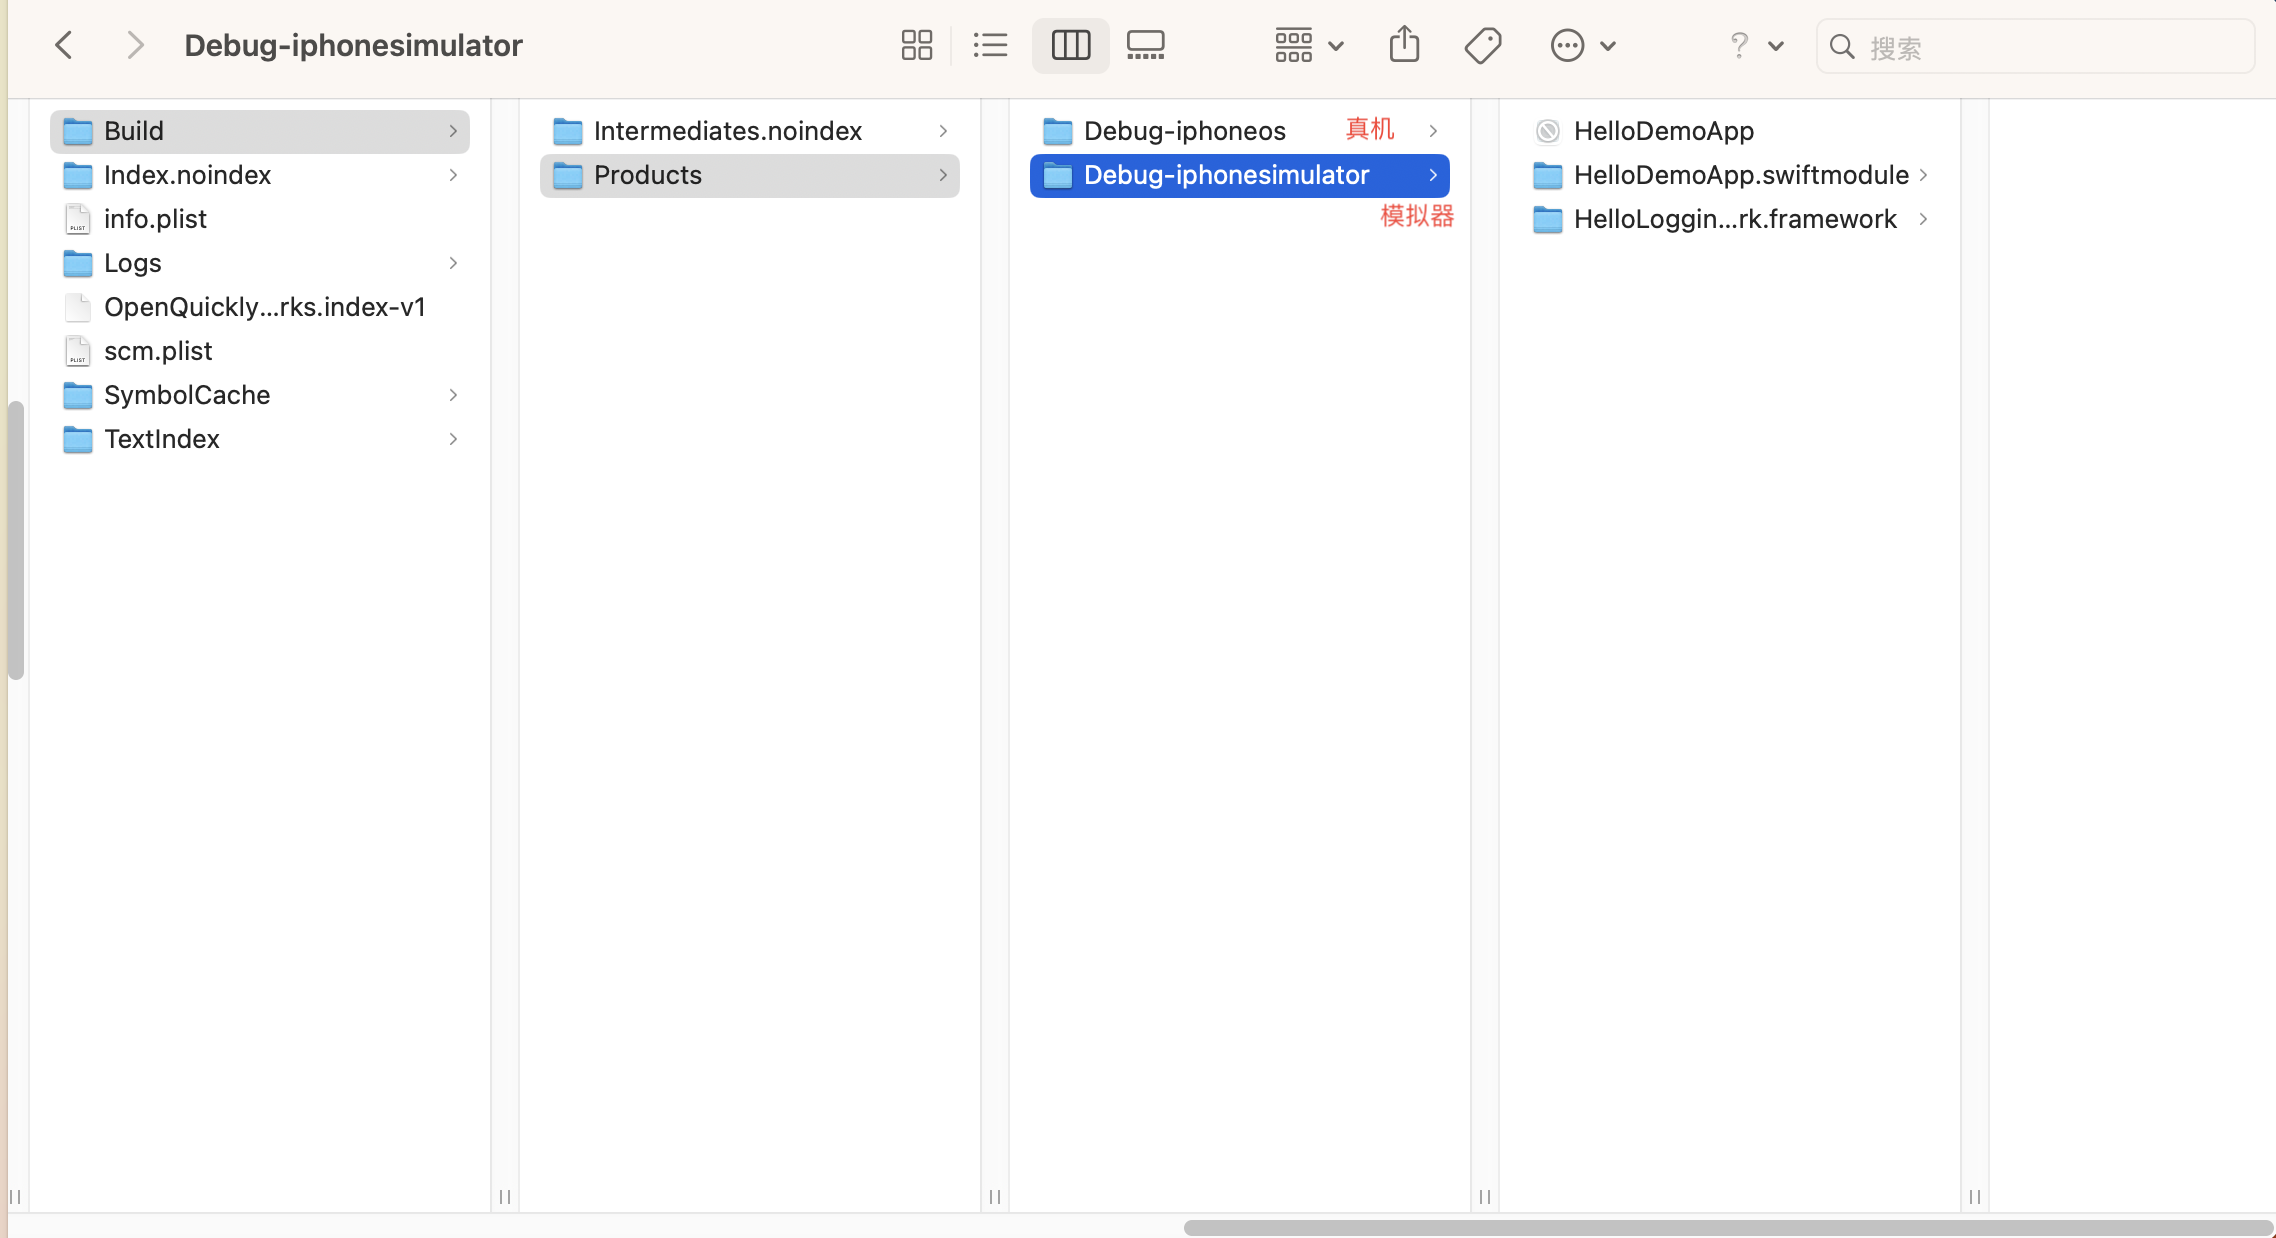 Debug-iphonesimulator
搜索
Build
Index.noindex
info.plist
Logs
OpenQuickly...rks.index-v1
scm.plist
SymbolCache
TextIndex
Intermediates.noindex
Products
Debug-iphoneos 真机
Debug-iphonesimulator
模拟器
HelloDemoApp
HelloDemoApp.swiftmodule
HelloLoggin...rk.framework